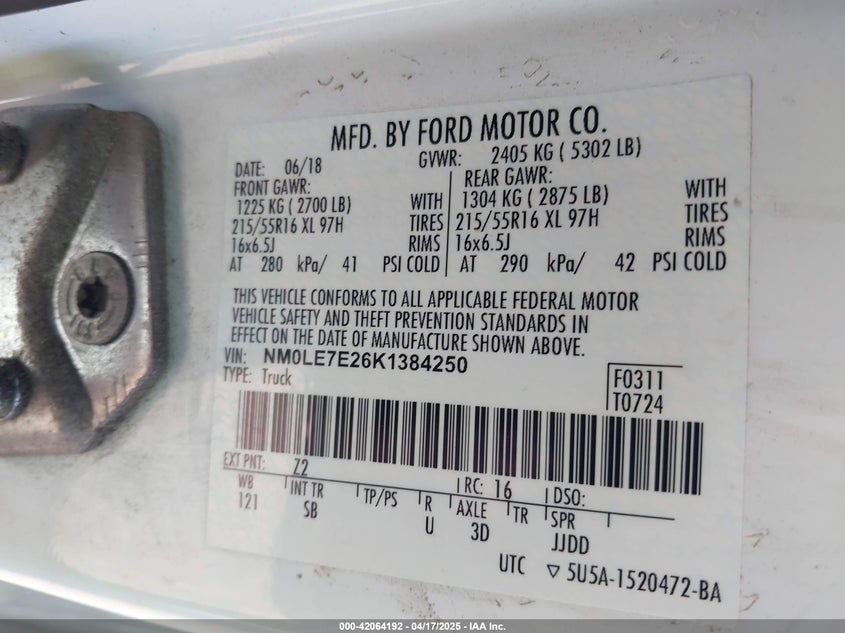 MFD. BY FORD MOTOR CO.
DATE: 06/18 GVWR: 2405 KG ( 5302 LB)
FRONT GAWR: REAR GAWR:
1225 KG ( 2700 LB) WITH 1304 KG ( 2875 LB) WITH
215/55R16 XL 97H TIRES 215/55R16 XL 97H TIRES
16x6.5J RIMS 16x6.5J RIMS
AT 280 kPa/ 41 PSI COLD AT 290 kPa/ 42 PSI COLD
THIS VEHICLE CONFORMS TO ALL APPLICABLE FEDERAL MOTOR
VEHICLE SAFETY AND THEFT PREVENTION STANDARDS IN
EFFECT ON THE DATE OF MANUFACTURE SHOWN ABOVE.
VIN: NM0LE7E26K1384250
TYPE: Truck
F0311
T0724
EXT PNT: Z2 RC: 16 DSO:
WB INT TR TP/PS R AXLE TR SPR
121 SB U 3D JJDD
UTC ▽ 5U5A-1520472-BA
000-42064192 - 04/17/2025 - IAA Inc.